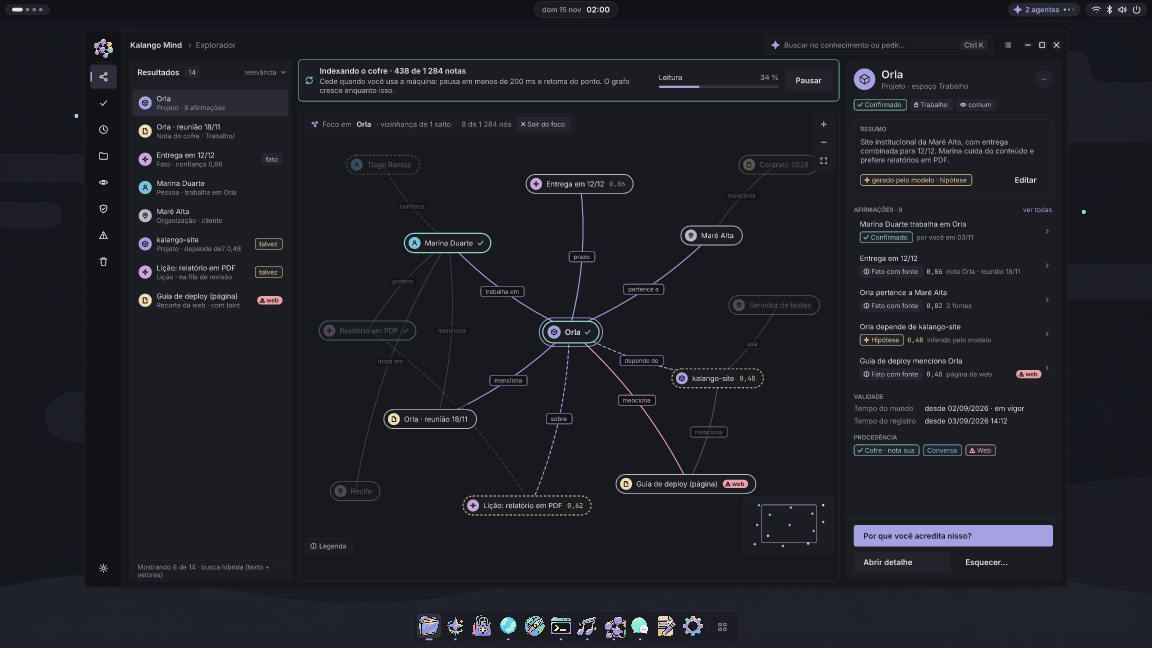 dom 15 nov 02:00
2 agentes
Kalango Mind › Explorador
Buscar no conhecimento ou pedir... Ctrl K
Resultados 14 relevância
Orla
Projeto · 9 afirmações
Orla · reunião 18/11
Nota do cofre · Trabalho/
Entrega em 12/12
Fato · confiança 0,86
fato
Marina Duarte
Pessoa · trabalha em Orla
Maré Alta
Organização · cliente
kalango-site
Projeto · depende de? 0,48
talvez
Lição: relatório em PDF
Lição · na fila de revisão
talvez
Guia de deploy (página)
Recorte da web · com taint
web
Mostrando 8 de 14 · busca híbrida (texto +
vetores)
Indexando o cofre · 438 de 1 284 notas
Cede quando você usa a máquina: pausa em menos de 200 ms e retoma do ponto. O grafo
cresce enquanto isso.
Leitura 34 %
Pausar
Foco em Orla · vizinhança de 1 salto 8 de 1 284 nós Sair do foco
Tiago Ramos
Contrato 2026
Entrega em 12/12 0,86
menciona
conhece
Marina Duarte
Maré Alta
prazo
prefere
trabalha em
pertence a
Servidor de testes
Relatório em PDF
menciona
Orla
usa
mora em
depende de
menciona
kalango-site 0,48
menciona
Orla · reunião 18/11
sobre
menciona
Recife
Guia de deploy (página) web
Lição: relatório em PDF 0,62
Legenda
Orla
Projeto · espaço Trabalho
Confirmado Trabalho comum
RESUMO
Site institucional da Maré Alta, com entrega
combinada para 12/12. Marina cuida do conteúdo e
prefere relatórios em PDF.
gerado pelo modelo · hipótese
Editar
AFIRMAÇÕES · 9 ver todas
Marina Duarte trabalha em Orla
Confirmado por você em 03/11
Entrega em 12/12
Fato com fonte 0,86 nota Orla · reunião 18/11
Orla pertence a Maré Alta
Fato com fonte 0,82 2 fontes
Orla depende de kalango-site
Hipótese 0,48 inferido pelo modelo
Guia de deploy menciona Orla
Fato com fonte 0,40 página da web web
VALIDADE
Tempo do mundo desde 02/09/2026 · em vigor
Tempo do registro desde 03/09/2026 14:12
PROCEDÊNCIA
Cofre · nota sua Conversa Web
Por que você acredita nisso?
Abrir detalhe Esquecer...